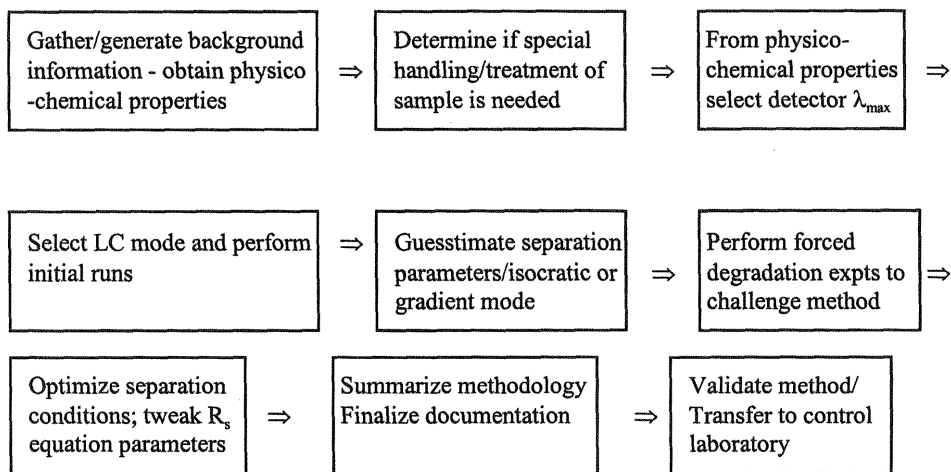 Gather/generate background
information - obtain physico
-chemical properties
⇒
Determine if special
handling/treatment of
sample is needed
⇒
From physico-
chemical properties
select detector λmax
⇒
Select LC mode and perform
initial runs
⇒
Guesstimate separation
parameters/isocratic or
gradient mode
⇒
Perform forced
degradation expts to
challenge method
⇒
Optimize separation
conditions; tweak Rs
equation parameters
⇒
Summarize methodology
Finalize documentation
⇒
Validate method/
Transfer to control
laboratory